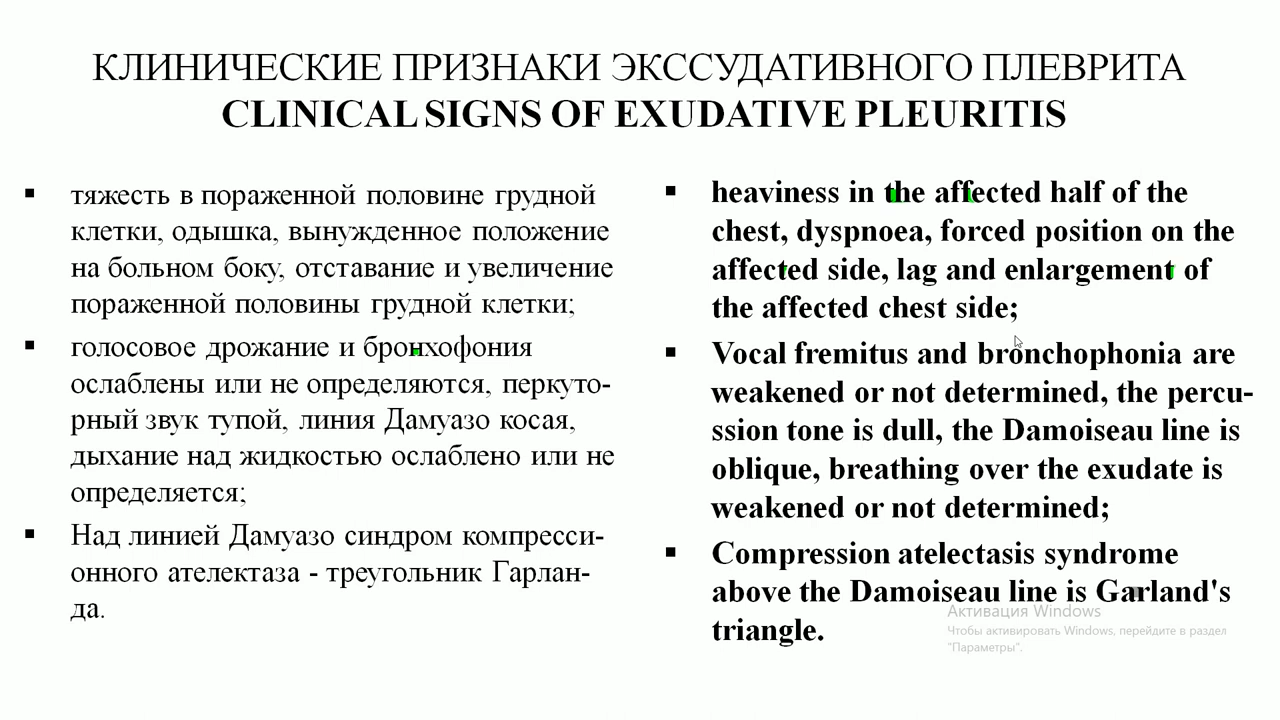 КЛИНИЧЕСКИЕ ПРИЗНАКИ ЭКССУДАТИВНОГО ПЛЕВРИТА
CLINICAL SIGNS OF EXUDATIVE PLEURITIS
▪ тяжесть в пораженной половине грудной
клетки, одышка, вынужденное положение
на больном боку, отставание и увеличение
пораженной половины грудной клетки;
▪ голосовое дрожание и бронхофония
ослаблены или не определяются, перкуто-
рный звук тупой, линия Дамуазо косая,
дыхание над жидкостью ослаблено или не
определяется;
▪ Над линией Дамуазо синдром компресси-
онного ателектаза - треугольник Гарлан-
да.
▪ heaviness in the affected half of the
chest, dyspnoea, forced position on the
affected side, lag and enlargement of
the affected chest side;
▪ Vocal fremitus and bronchophonia are
weakened or not determined, the percu-
ssion tone is dull, the Damoiseau line is
oblique, breathing over the exudate is
weakened or not determined;
▪ Compression atelectasis syndrome
above the Damoiseau line is Garland's
triangle.
Активация Windows
Чтобы активировать Windows, перейдите в раздел
"Параметры".